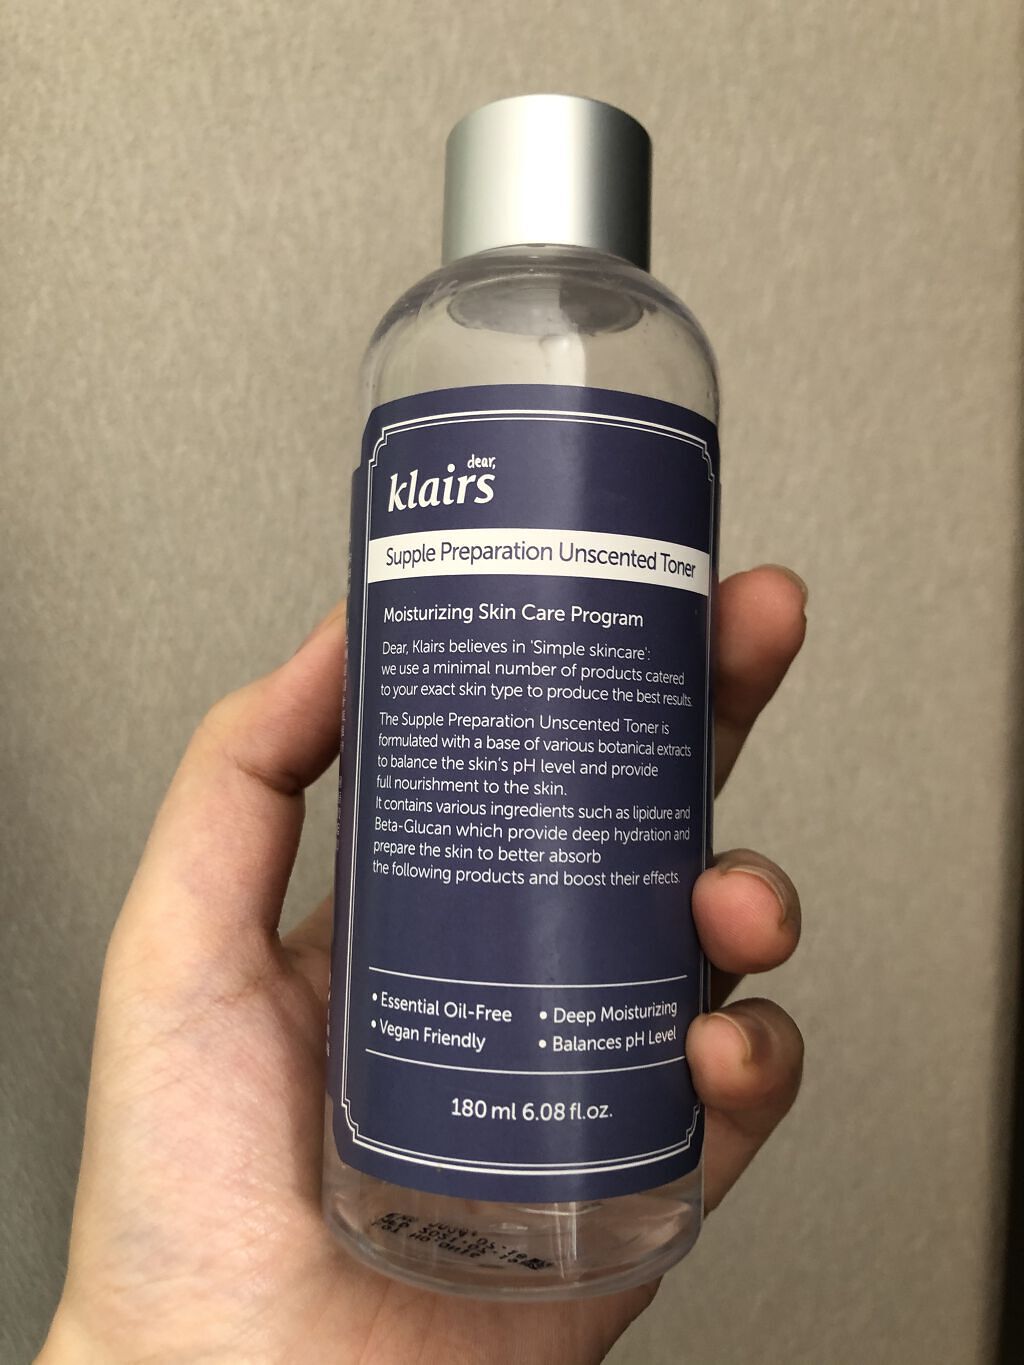 dear,
klairs
Supple Preparation Unscented Toner
Moisturizing Skin Care Program
Dear, Klairs believes in 'Simple skincare':
we use a minimal number of products catered
to your exact skin type to produce the best results.
The Supple Preparation Unscented Toner is
formulated with a base of various botanical extracts
to balance the skin's pH level and provide
full nourishment to the skin.
It contains various ingredients such as lipidure and
Beta-Glucan which provide deep hydration and
prepare the skin to better absorb
the following products and boost their effects.
• Essential Oil-Free • Deep Moisturizing
• Vegan Friendly • Balances pH Level
180 ml 6.08 fl.oz.